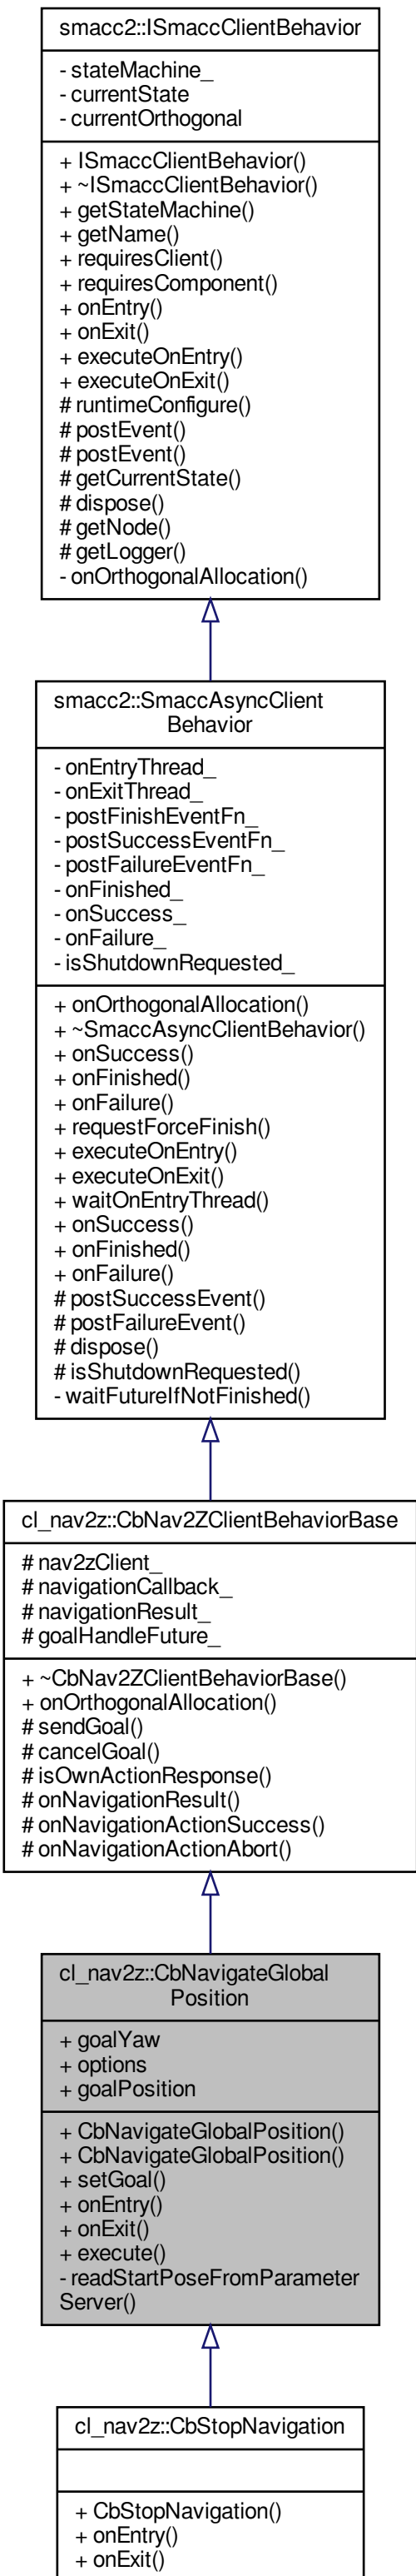 smacc2::ISmaccClientBehavior
- stateMachine_
- currentState
- currentOrthogonal
+ ISmaccClientBehavior()
+ ~ISmaccClientBehavior()
+ getStateMachine()
+ getName()
+ requiresClient()
+ requiresComponent()
+ onEntry()
+ onExit()
+ executeOnEntry()
+ executeOnExit()
# runtimeConfigure()
# postEvent()
# postEvent()
# getCurrentState()
# dispose()
# getNode()
# getLogger()
- onOrthogonalAllocation()
smacc2::SmaccAsyncClient
Behavior
- onEntryThread_
- onExitThread_
- postFinishEventFn_
- postSuccessEventFn_
- postFailureEventFn_
- onFinished_
- onSuccess_
- onFailure_
- isShutdownRequested_
+ onOrthogonalAllocation()
+ ~SmaccAsyncClientBehavior()
+ onSuccess()
+ onFinished()
+ onFailure()
+ requestForceFinish()
+ executeOnEntry()
+ executeOnExit()
+ waitOnEntryThread()
+ onSuccess()
+ onFinished()
+ onFailure()
# postSuccessEvent()
# postFailureEvent()
# dispose()
# isShutdownRequested()
- waitFutureIfNotFinished()
cl_nav2z::CbNav2ZClientBehaviorBase
# nav2zClient_
# navigationCallback_
# navigationResult_
# goalHandleFuture_
+ ~CbNav2ZClientBehaviorBase()
+ onOrthogonalAllocation()
# sendGoal()
# cancelGoal()
# isOwnActionResponse()
# onNavigationResult()
# onNavigationActionSuccess()
# onNavigationActionAbort()
cl_nav2z::CbNavigateGlobal
Position
+ goalYaw
+ options
+ goalPosition
+ CbNavigateGlobalPosition()
+ CbNavigateGlobalPosition()
+ setGoal()
+ onEntry()
+ onExit()
+ execute()
- readStartPoseFromParameter
Server()
cl_nav2z::CbStopNavigation
+ CbStopNavigation()
+ onEntry()
+ onExit()